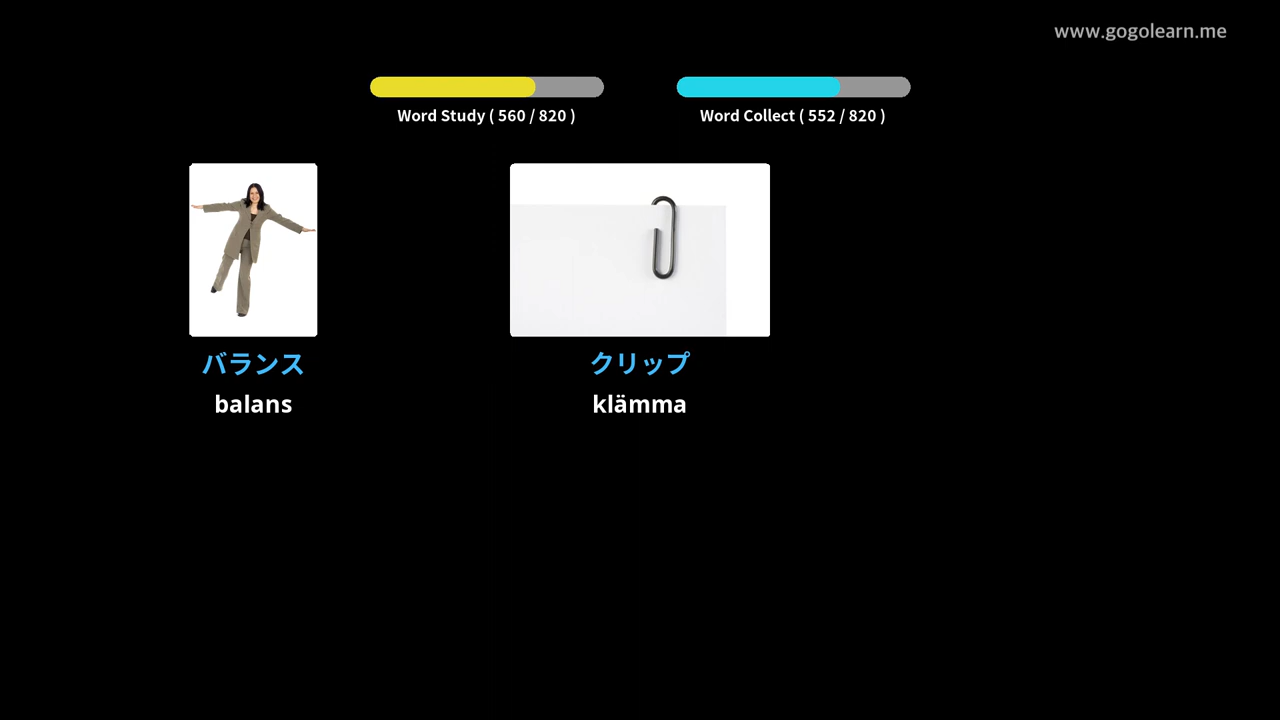 www.gogolearn.me
Word Study ( 560 / 820 )
Word Collect ( 552 / 820 )
バランス
クリップ
balans
klämma